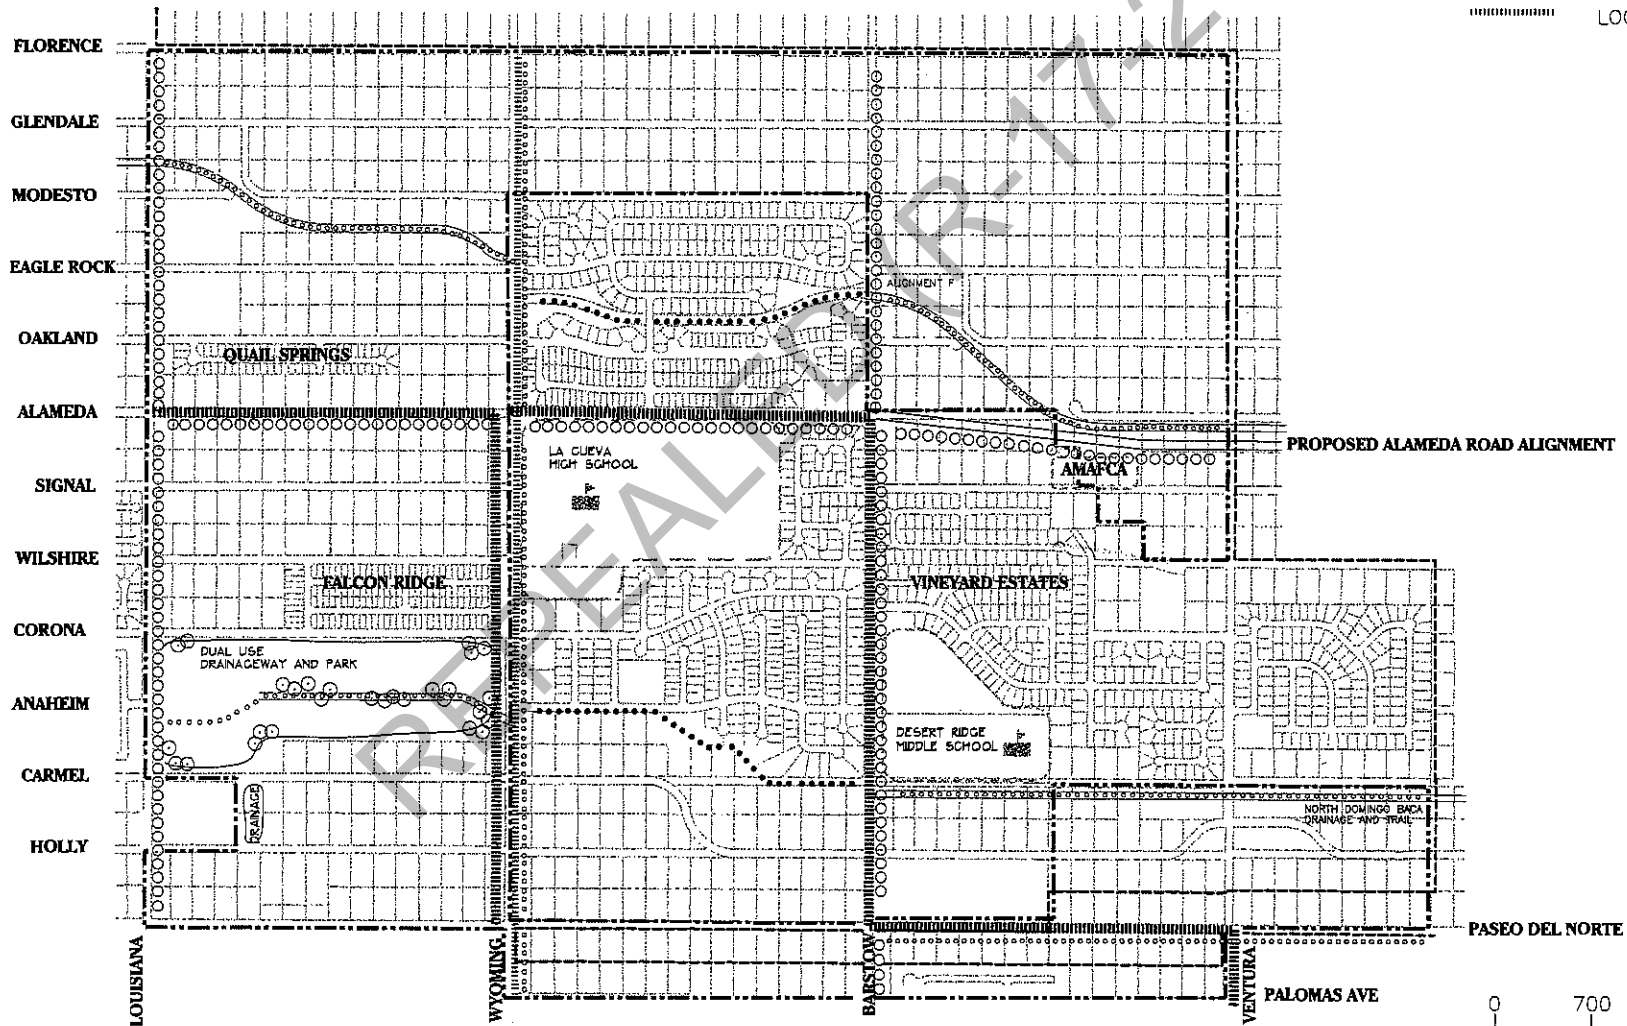 LO
FLORENCE
GLENDALE
MODESTO
EAGLE ROCK
ALIGNMENT F
OAKLAND
QUAIL SPRINGS
ALAMEDA
PROPOSED ALAMEDA ROAD ALIGNMENT
LA CUEVA
HIGH SCHOOL
AMAFCA
SIGNAL
WILSHIRE
FALCON RIDGE
VINEYARD ESTATES
CORONA
DUAL USE
DRAINAGEWAY AND PARK
ANAHEIM
DESERT RIDGE
MIDDLE SCHOOL
CARMEL
DRAINAGE
NORTH DOMINGO BACA
DRAINAGE AND TRAIL
HOLLY
PASEO DEL NORTE
LOUISIANA
WYOMING
BARSTOW
VENTURA
PALOMAS AVE
0 700
REPEALED (R-17-2